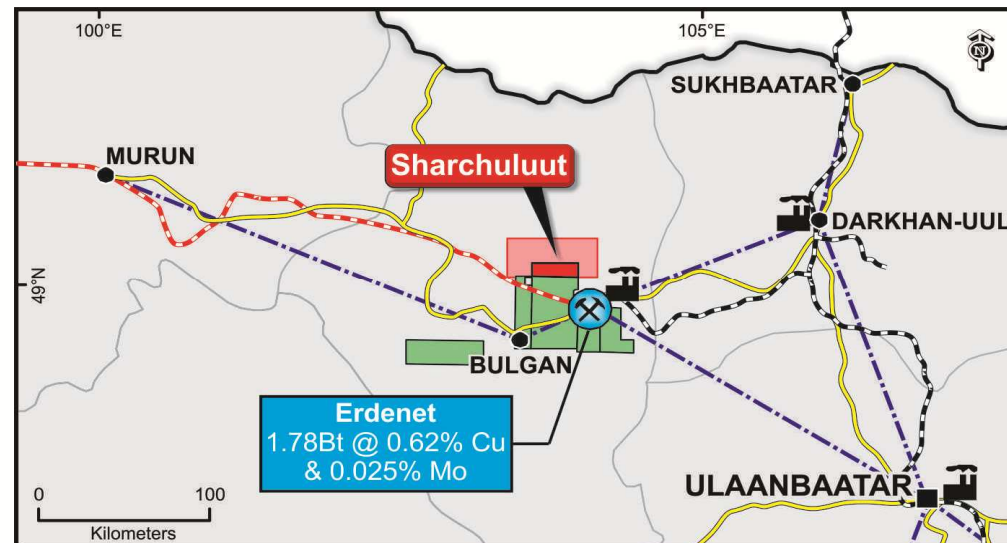 100°E
105°E
N
SUKHBAATAR
MURUN
Sharchuluut
DARKHAN-UUL
49°N
BULGAN
Erdenet
1.78Bt @ 0.62% Cu
& 0.025% Mo
ULAANBAATAR
0 100
Kilometers